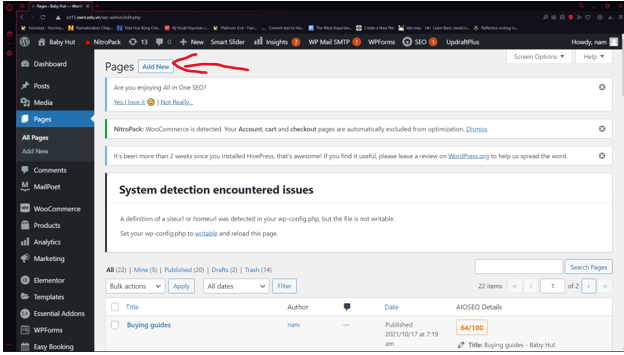 Pages ‹ Baby Hut — Wor
iot15.owin.edu.vn/wp-admin/edit.php
Baby Hut
NitroPack
13
0
New
Smart Slider
Insights
7
WP Mail SMTP
1
WPForms
SEO
1
UpdraftPlus
Howdy, nam
Screen Options
Help
Dashboard
Posts
Media
Pages
All Pages
Add New
Comments
MailPoet
WooCommerce
Products
Analytics
Marketing
Elementor
Templates
Essential Addons
WPForms
Easy Booking
Pages
Add New
Are you enjoying All in One SEO?
Yes I love it | Not Really...
NitroPack: WooCommerce is detected. Your Account, cart and checkout pages are automatically excluded from optimization. Dismiss
It's been more than 2 weeks since you installed HivePress, that's awesome! If you find it useful, please leave a review on WordPress.org to help us spread the word.
System detection encountered issues
A definition of a siteurl or homeurl was detected in your wp-config.php, but the file is not writable.
Set your wp-config.php to writable and reload this page.
Search Pages
All (22) | Mine (5) | Published (20) | Drafts (2) | Trash (14)
Bulk actions
Apply
All dates
Filter
22 items
«
‹
1
of 2
›
»
Title
Author
Date
AIOSEO Details
Buying guides
nam
—
Published
2021/10/17 at 7:19
am
64/100
Title: Buying guides - Baby Hut